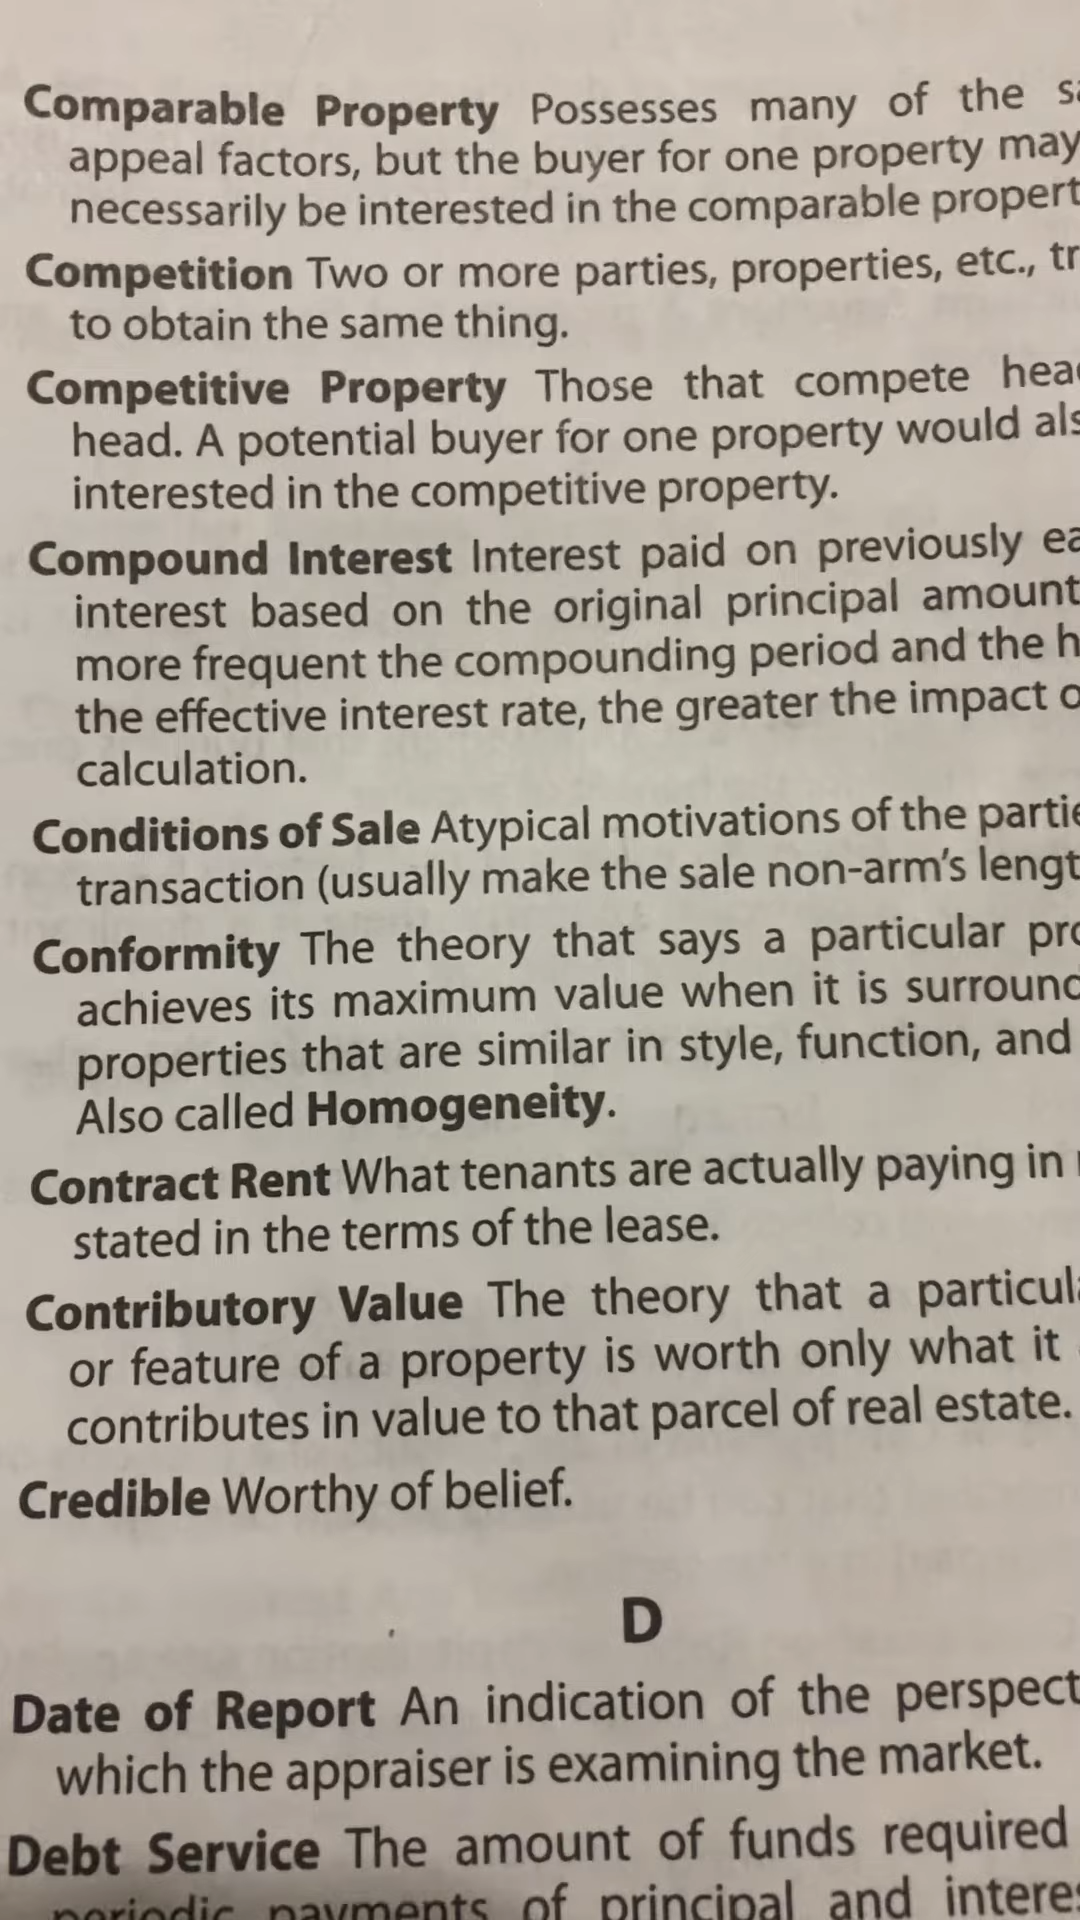 Comparable Property Possesses many of the
appeal factors, but the buyer for one property may
necessarily be interested in the comparable
Competition Two or more parties, properties, etc.,
to obtain the same thing.
Competitive Property Those that compete
head. A potential buyer for one property would
interested in the competitive property.
Compound Interest Interest paid on previously
interest based on the original principal amount
more frequent the compounding period and the
the effective interest rate, the greater the impact
calculation.
Conditions of Sale Atypical motivations of the
transaction (usually make the sale non-arm's
Conformity The theory that says a particular
achieves its maximum value when it is
properties that are similar in style, function, and
Also called Homogeneity.
Contract Rent What tenants are actually paying in
stated in the terms of the lease.
Contributory Value The theory that a
or feature of a property is worth only what it
contributes in value to that parcel of real estate.
Credible Worthy of belief.
D
Date of Report An indication of the
which the appraiser is examining the market.
Debt Service The amount of funds required
periodic payments of principal and